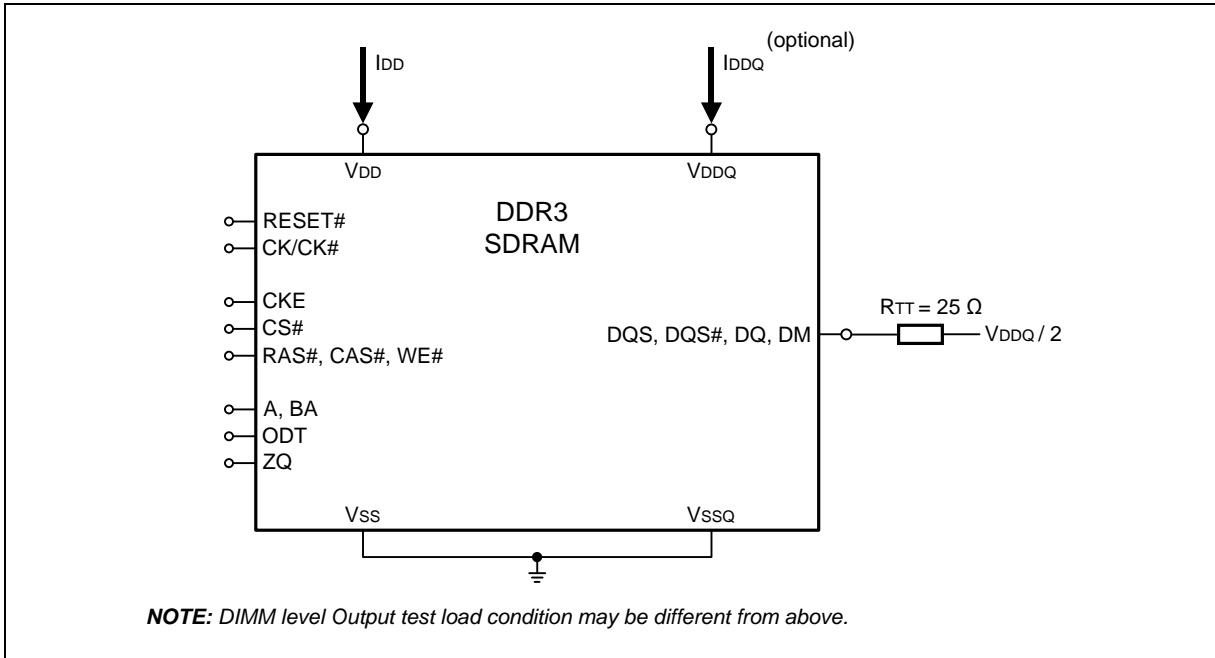 (optional)
IDD
IDDQ
VDD
VDDQ
DDR3
SDRAM
RESET#
CK/CK#
CKE
CS#
RAS#, CAS#, WE#
A, BA
ODT
ZQ
DQS, DQS#, DQ, DM
RTT = 25 Ω
VDDQ / 2
VSS
VSSQ
NOTE: DIMM level Output test load condition may be different from above.